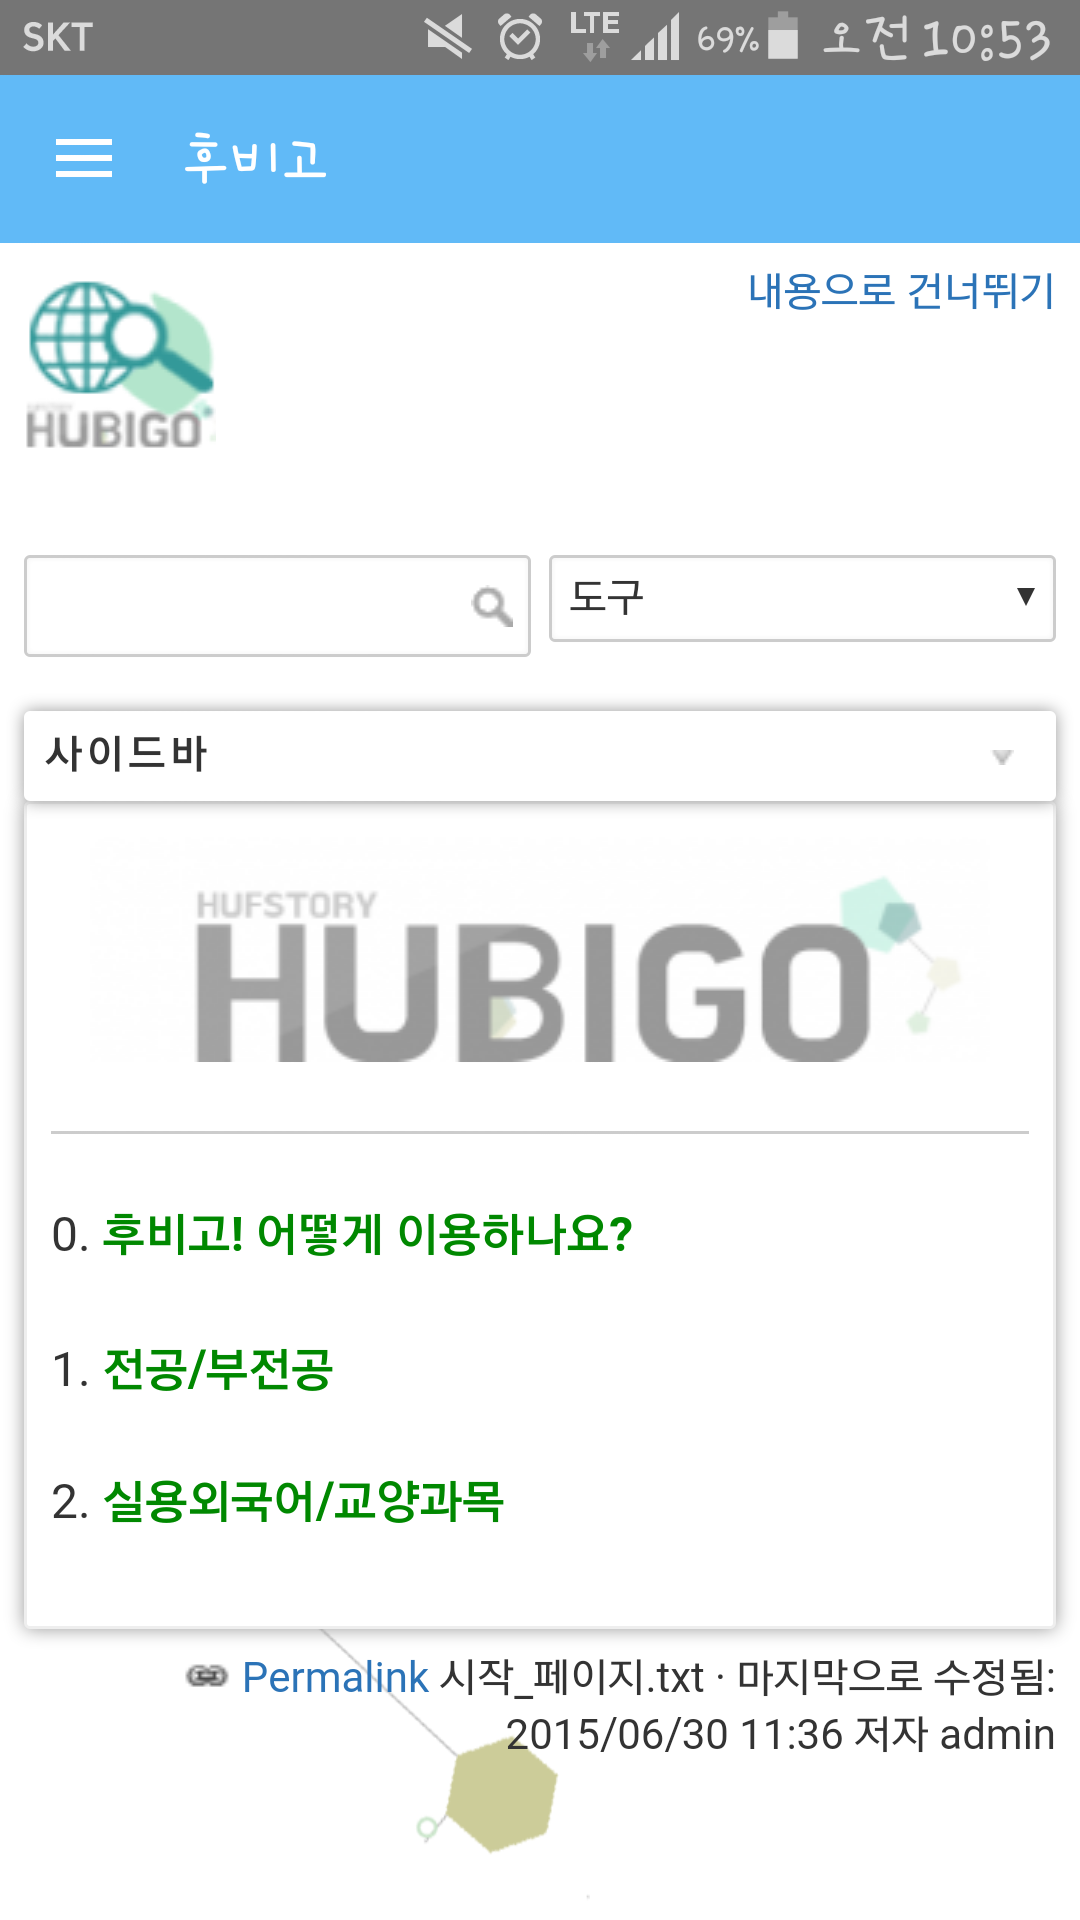 SKT LTE 69% 오전 10:53
후비고
내용으로 건너뛰기
HUBIGO
도구 ▼
사이드바
HUFSTORY
HUBIGO
0. 후비고! 어떻게 이용하나요?
1. 전공/부전공
2. 실용외국어/교양과목
Permalink 시작_페이지.txt · 마지막으로 수정됨:
2015/06/30 11:36 저자 admin